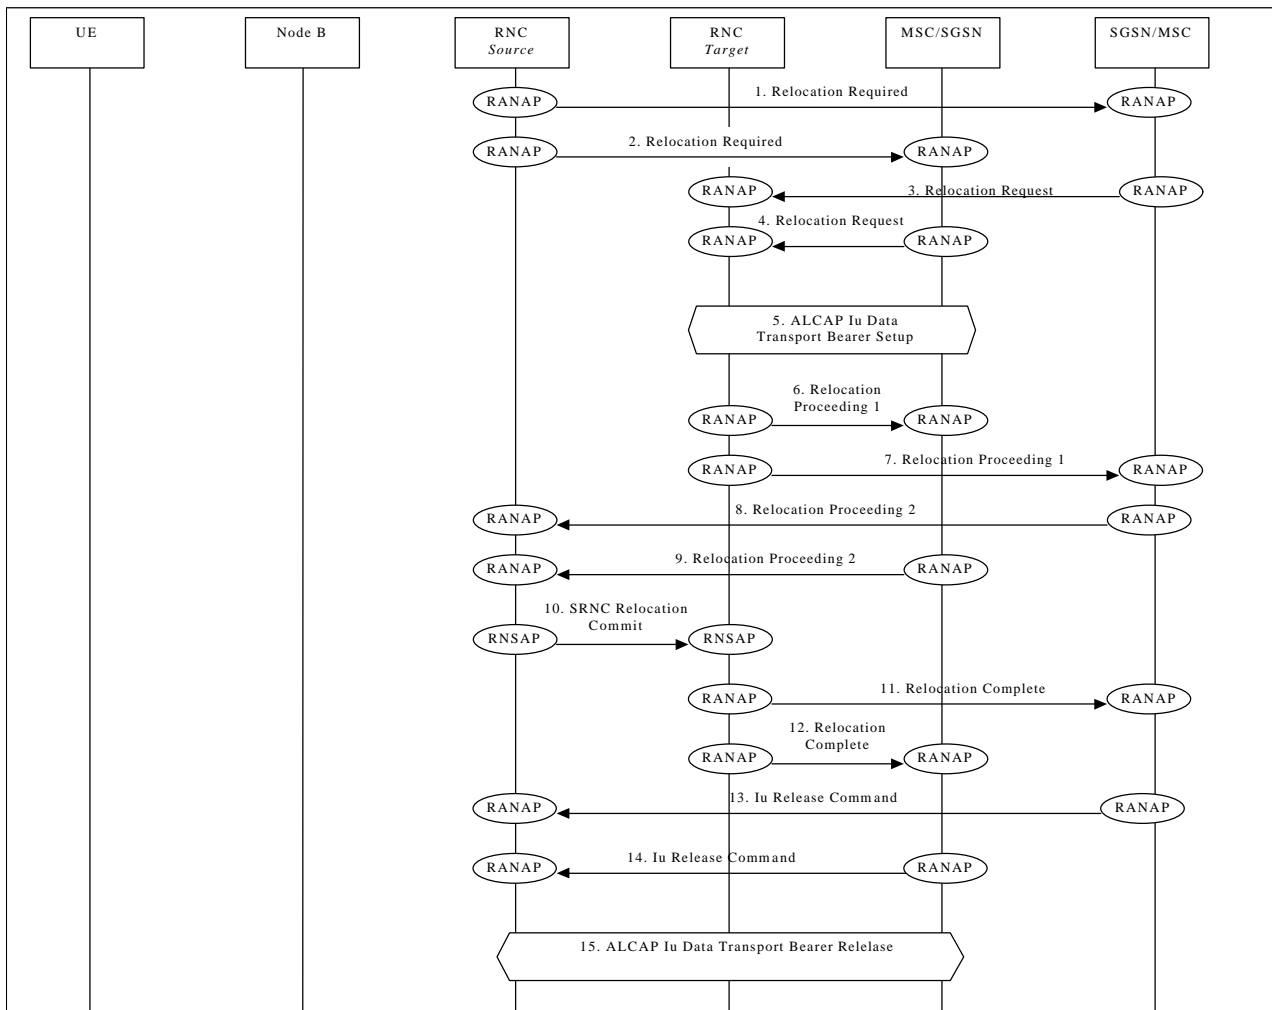 UE
Node B
RNC
Source
RNC
Target
MSC/SGSN
SGSN/MSC
1. Relocation Required
RANAP
RANAP
2. Relocation Required
RANAP
RANAP
3. Relocation Request
RANAP
RANAP
4. Relocation Request
RANAP
RANAP
5. ALCAP Iu Data
Transport Bearer Setup
6. Relocation
Proceeding 1
RANAP
RANAP
7. Relocation Proceeding 1
RANAP
RANAP
8. Relocation Proceeding 2
RANAP
RANAP
9. Relocation Proceeding 2
RANAP
RANAP
10. SRNC Relocation
Commit
RNSAP
RNSAP
11. Relocation Complete
RANAP
RANAP
12. Relocation
Complete
RANAP
RANAP
13. Iu Release Command
RANAP
RANAP
14. Iu Release Command
RANAP
RANAP
15. ALCAP Iu Data Transport Bearer Relelase